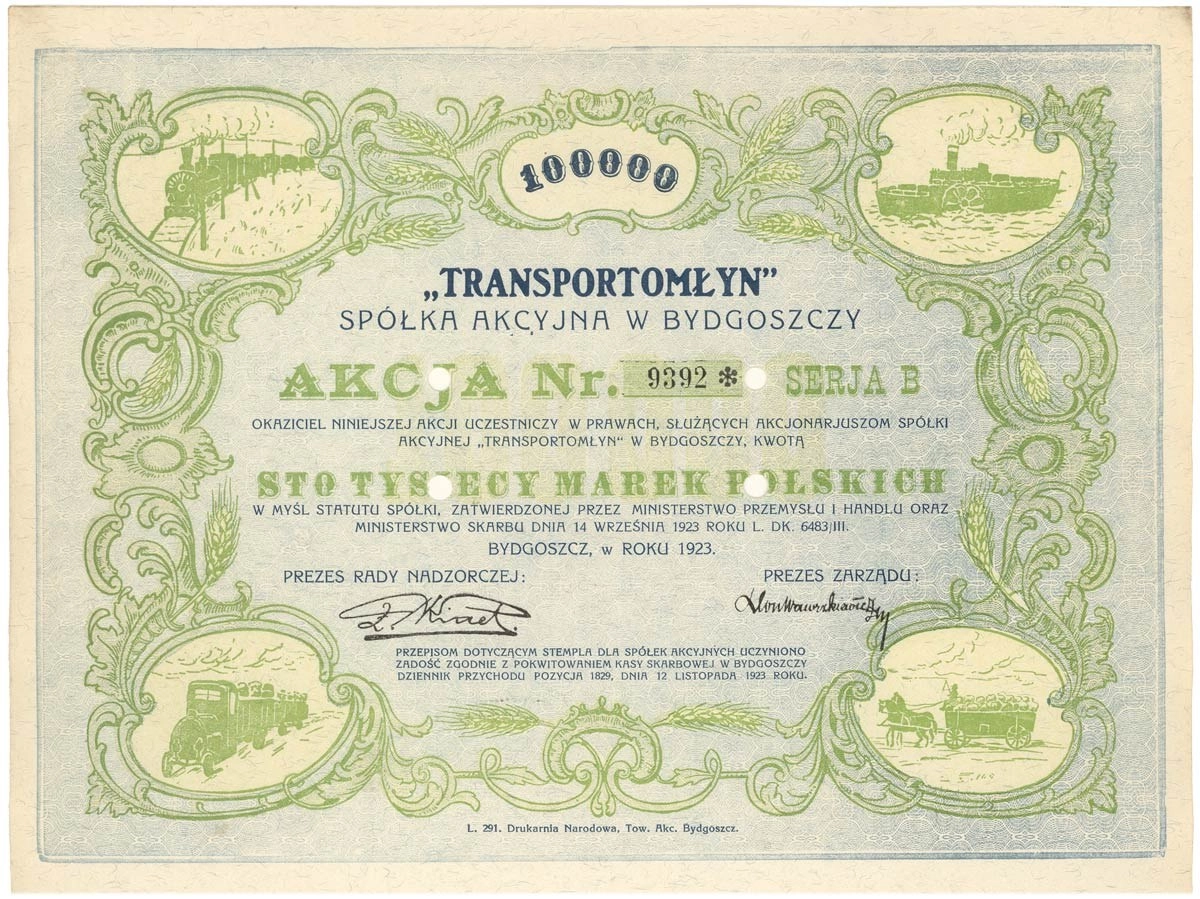 100000
„TRANSPORTOMŁYN”
SPÓŁKA AKCYJNA W BYDGOSZCZY
AKCJA Nr. 9392 * SERJA B
OKAZICIEL NINIEJSZEJ AKCJI UCZESTNICZY W PRAWACH, SŁUŻĄCYCH AKCJONARJUSZOM SPÓŁKI
AKCYJNEJ „TRANSPORTOMŁYN“ W BYDGOSZCZY, KWOTĄ
STO TYSIĘCY MAREK POLSKICH
W MYŚL STATUTU SPÓŁKI, ZATWIERDZONEJ PRZEZ MINISTERSTWO PRZEMYSŁU I HANDLU ORAZ
MINISTERSTWO SKARBU DNIA 14 WRZEŚNIA 1923 ROKU L. DK. 6483/III.
BYDGOSZCZ, w ROKU 1923.
PREZES RADY NADZORCZEJ: PREZES ZARZĄDU:
PRZEPISOM DOTYCZĄCYM STEMPLA DLA SPÓŁEK AKCYJNYCH UCZYNIONO
ZADOŚĆ ZGODNIE Z POKWITOWANIEM KASY SKARBOWEJ W BYDGOSZCZY
DZIENNIK PRZYCHODU POZYCJA 1829, DNIA 12 LISTOPADA 1923 ROKU.
L. 291. Drukarnia Narodowa, Tow. Akc. Bydgoszcz.